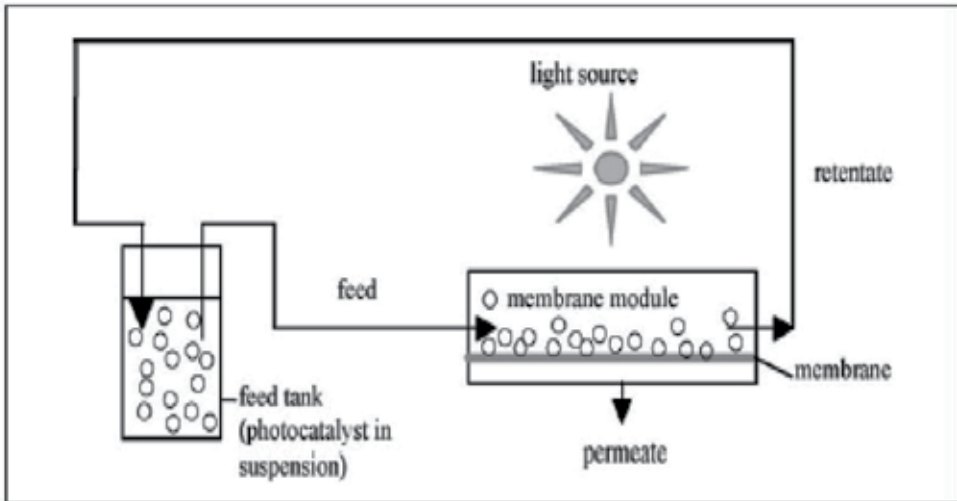 light source
retentate
feed
membrane module
membrane
feed tank
(photocatalyst in
suspension)
permeate